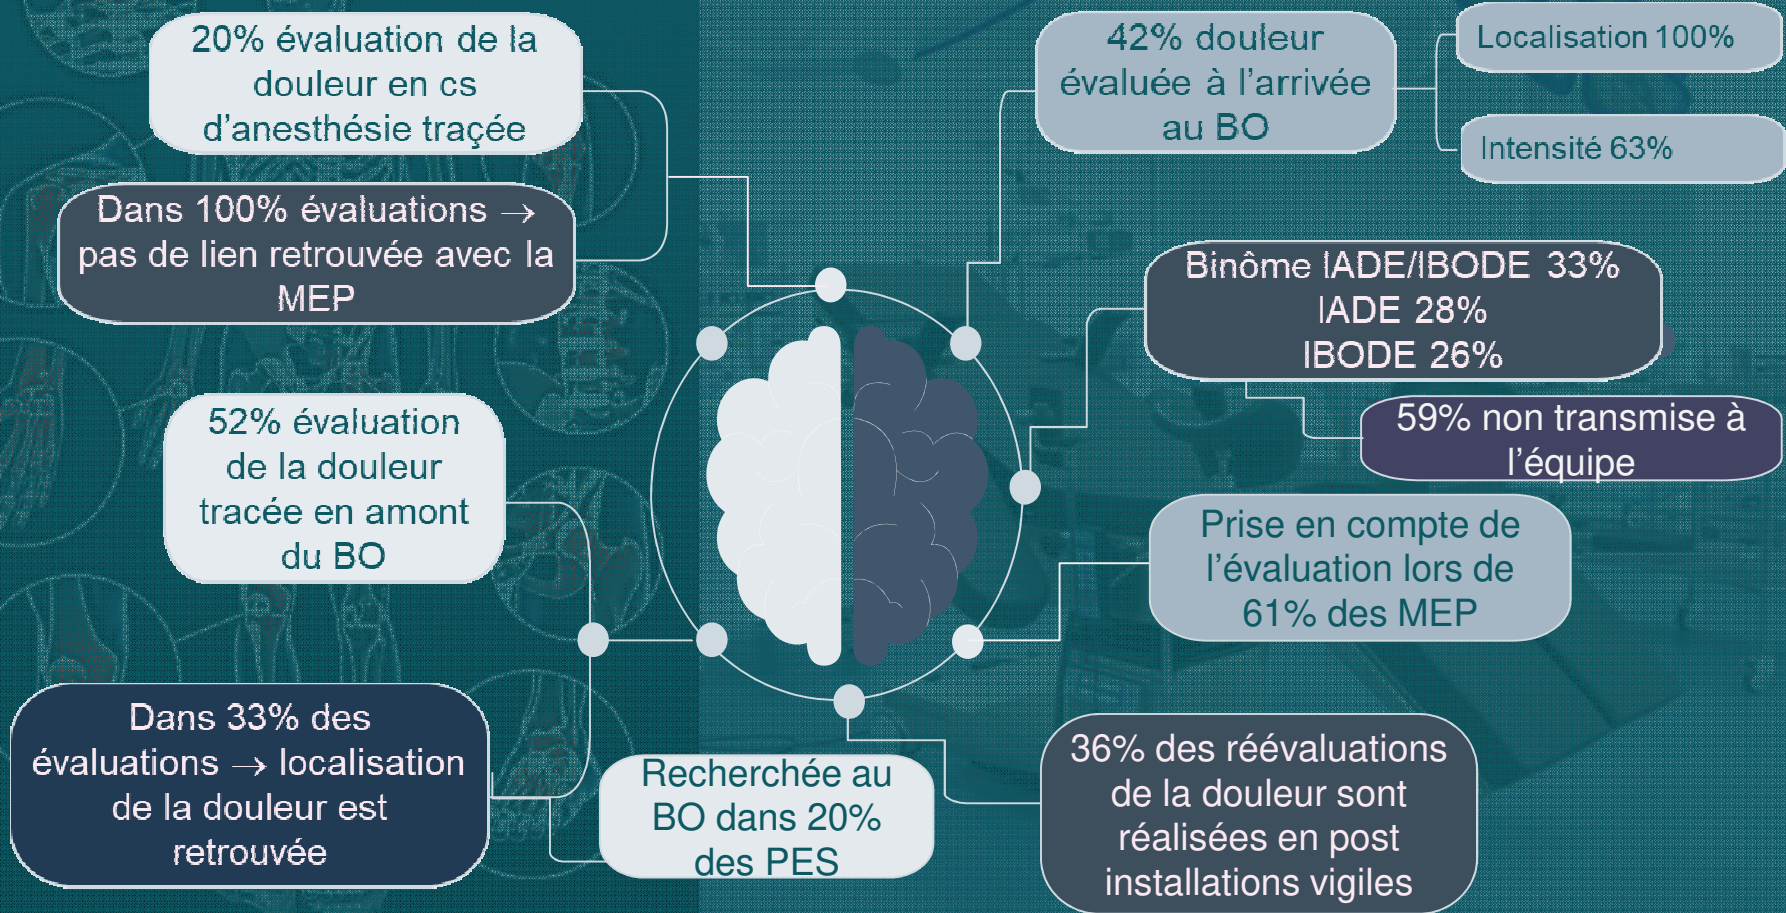 20% évaluation de la
douleur en cs
d’anesthésie traçée
Dans 100% évaluations →
pas de lien retrouvée avec la
MEP
52% évaluation
de la douleur
tracée en amont
du BO
Dans 33% des
évaluations → localisation
de la douleur est
retrouvée
Recherchée au
BO dans 20%
des PES
42% douleur
évaluée à l’arrivée
au BO
Localisation 100%
Intensité 63%
Binôme IADE/IBODE 33%
IADE 28%
IBODE 26%
59% non transmise à
l’équipe
Prise en compte de
l’évaluation lors de
61% des MEP
36% des réévaluations
de la douleur sont
réalisées en post
installations vigiles